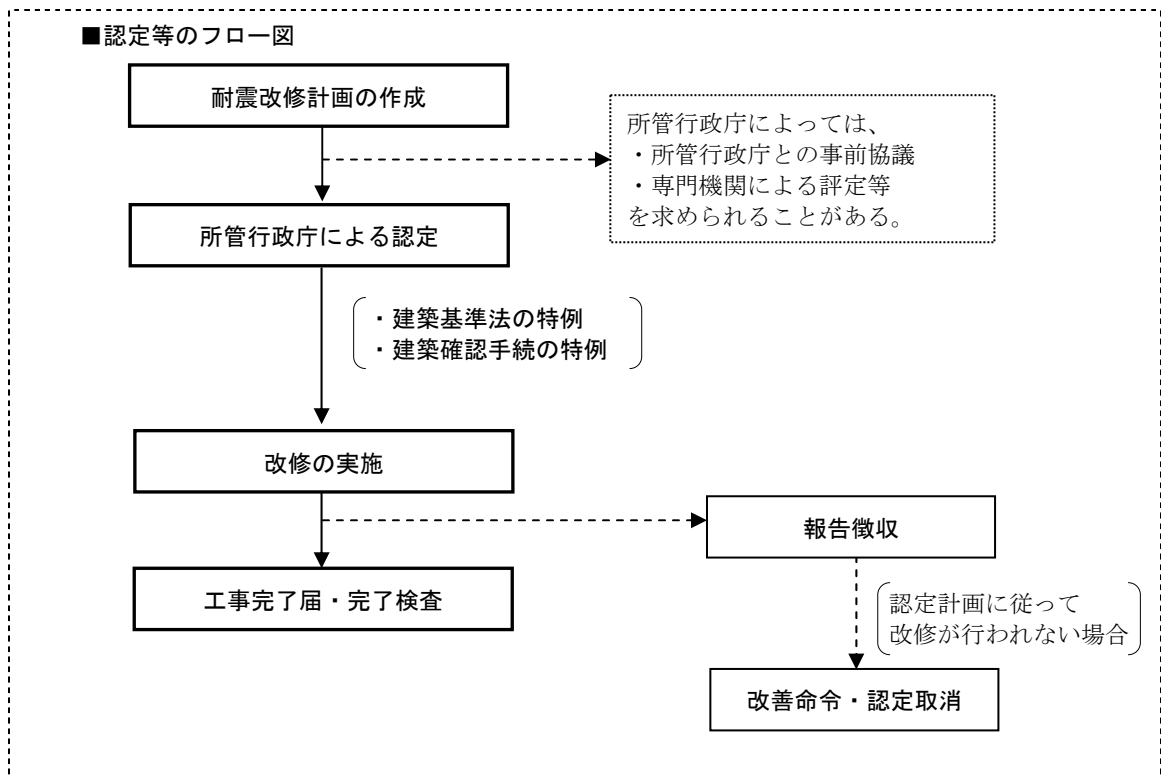 ■認定等のフロー図
耐震改修計画の作成
所管行政庁によっては、
・所管行政庁との事前協議
・専門機関による評定等
を求められることがある。
所管行政庁による認定
・建築基準法の特例
・建築確認手続の特例
改修の実施
報告徴収
工事完了届・完了検査
認定計画に従って
改修が行われない場合
改善命令・認定取消